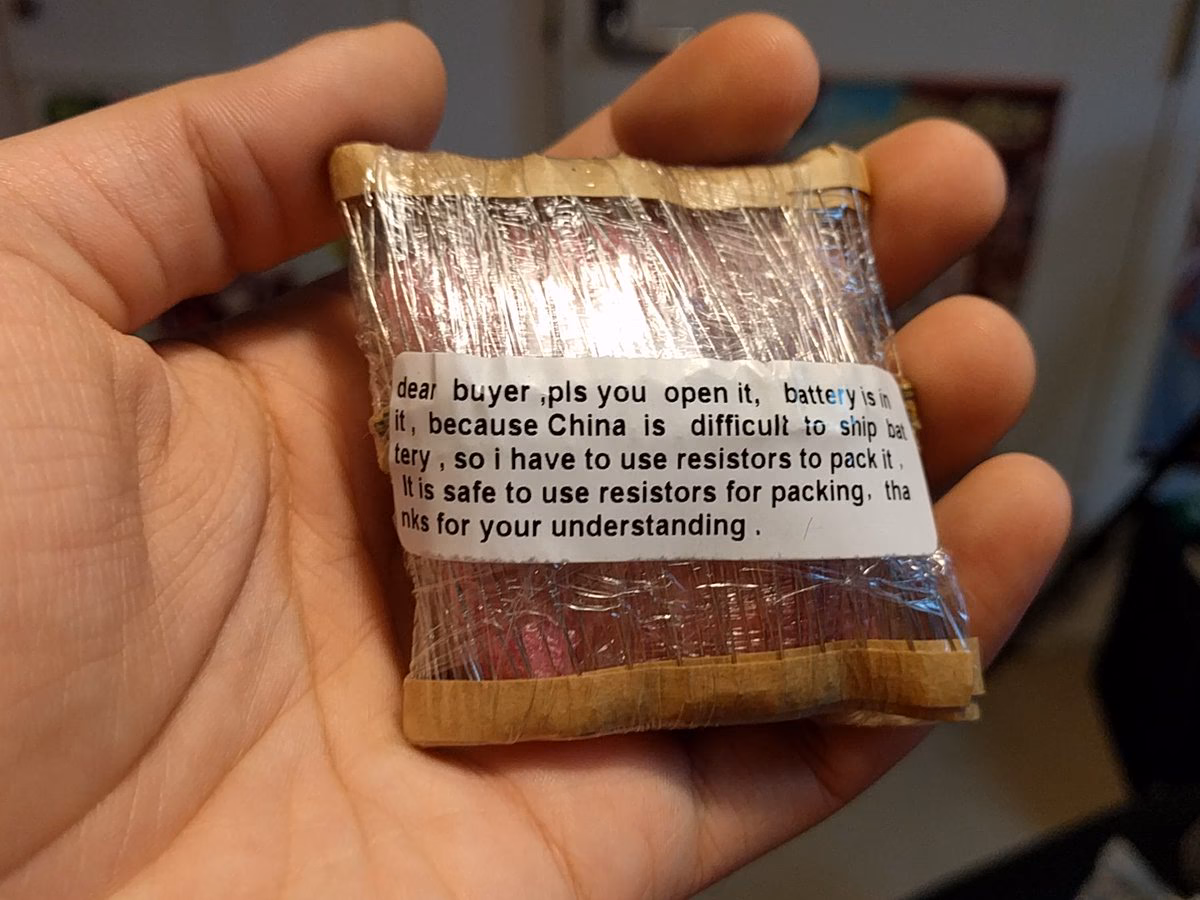 dear buyer ,pls you open it, battery is in
it, because China is difficult to ship bat
tery , so i have to use resistors to pack it .
It is safe to use resistors for packing, tha
nks for your understanding .